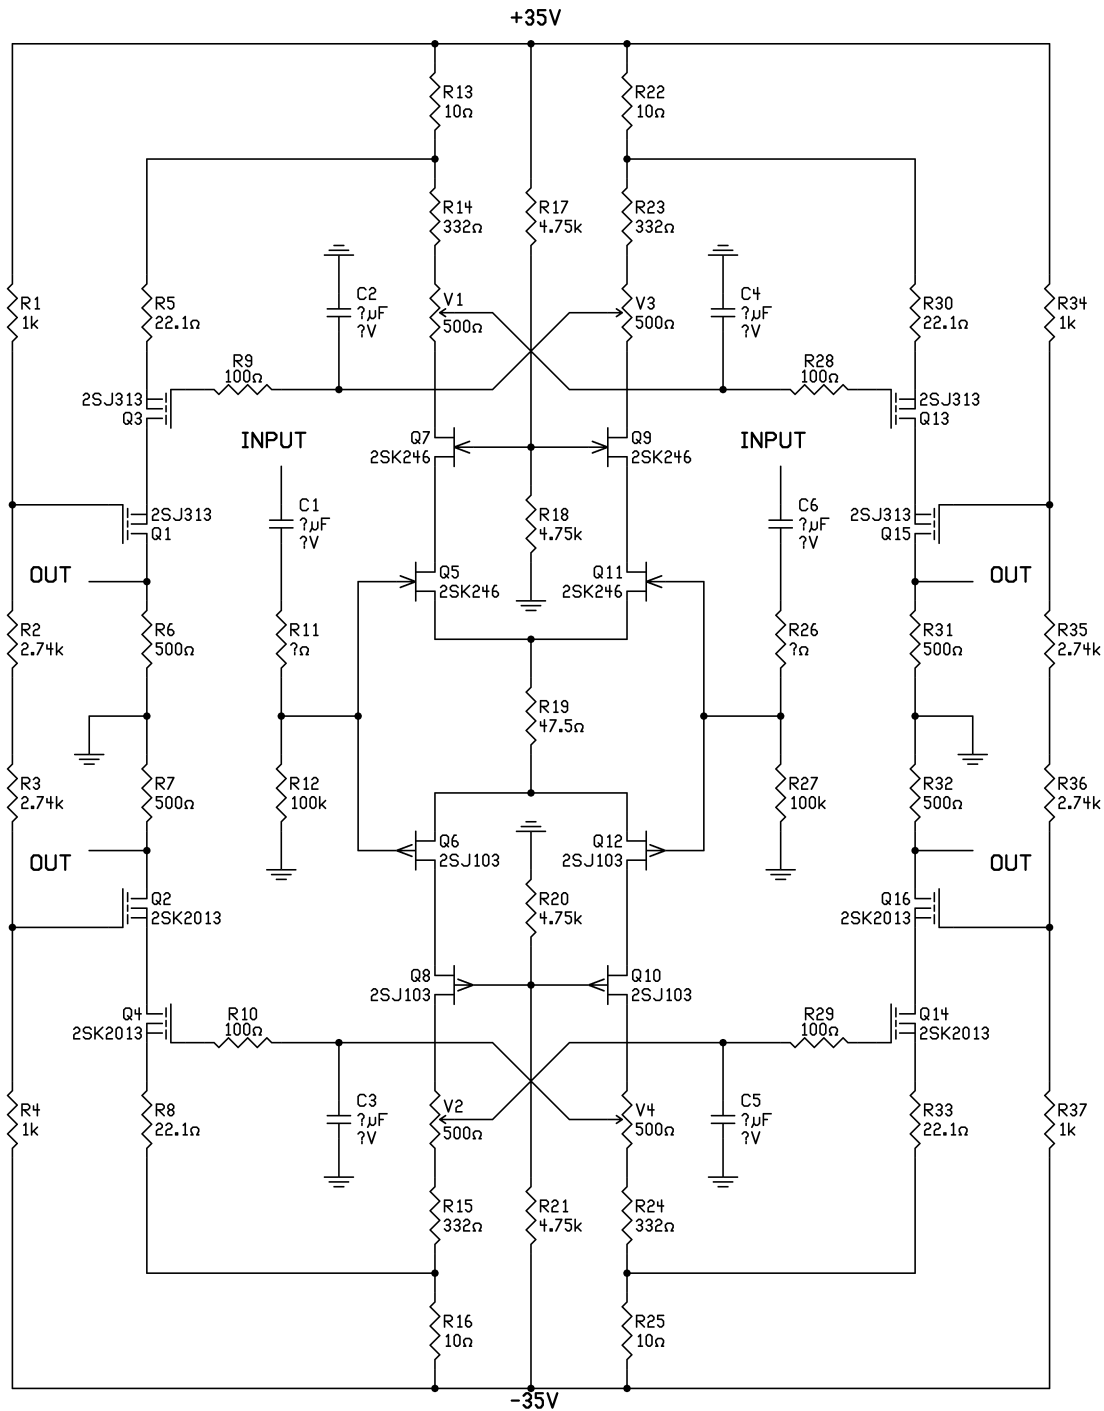 +35V
R13
10Ω
R22
10Ω
R14
332Ω
R17
4.75k
R23
332Ω
R1
1k
R5
22.1Ω
C2
?µF
?V
V1
500Ω
V3
500Ω
C4
?µF
?V
R30
22.1Ω
R34
1k
R9
100Ω
R28
100Ω
2SJ313
Q3
2SJ313
Q13
INPUT
Q7
2SK246
Q9
2SK246
INPUT
2SJ313
Q1
C1
?µF
?V
R18
4.75k
C6
?µF
?V
2SJ313
Q15
OUT
Q5
2SK246
Q11
2SK246
OUT
R2
2.74k
R6
500Ω
R11
?Ω
R26
?Ω
R31
500Ω
R35
2.74k
R19
47.5Ω
R3
2.74k
R7
500Ω
R12
100k
R27
100k
R32
500Ω
R36
2.74k
OUT
Q6
2SJ103
Q12
2SJ103
OUT
Q2
2SK2013
R20
4.75k
Q16
2SK2013
Q8
2SJ103
Q10
2SJ103
Q4
2SK2013
R10
100Ω
R29
100Ω
Q14
2SK2013
R4
1k
R8
22.1Ω
C3
?µF
?V
V2
500Ω
V4
500Ω
C5
?µF
?V
R33
22.1Ω
R37
1k
R15
332Ω
R21
4.75k
R24
332Ω
R16
10Ω
R25
10Ω
-35V